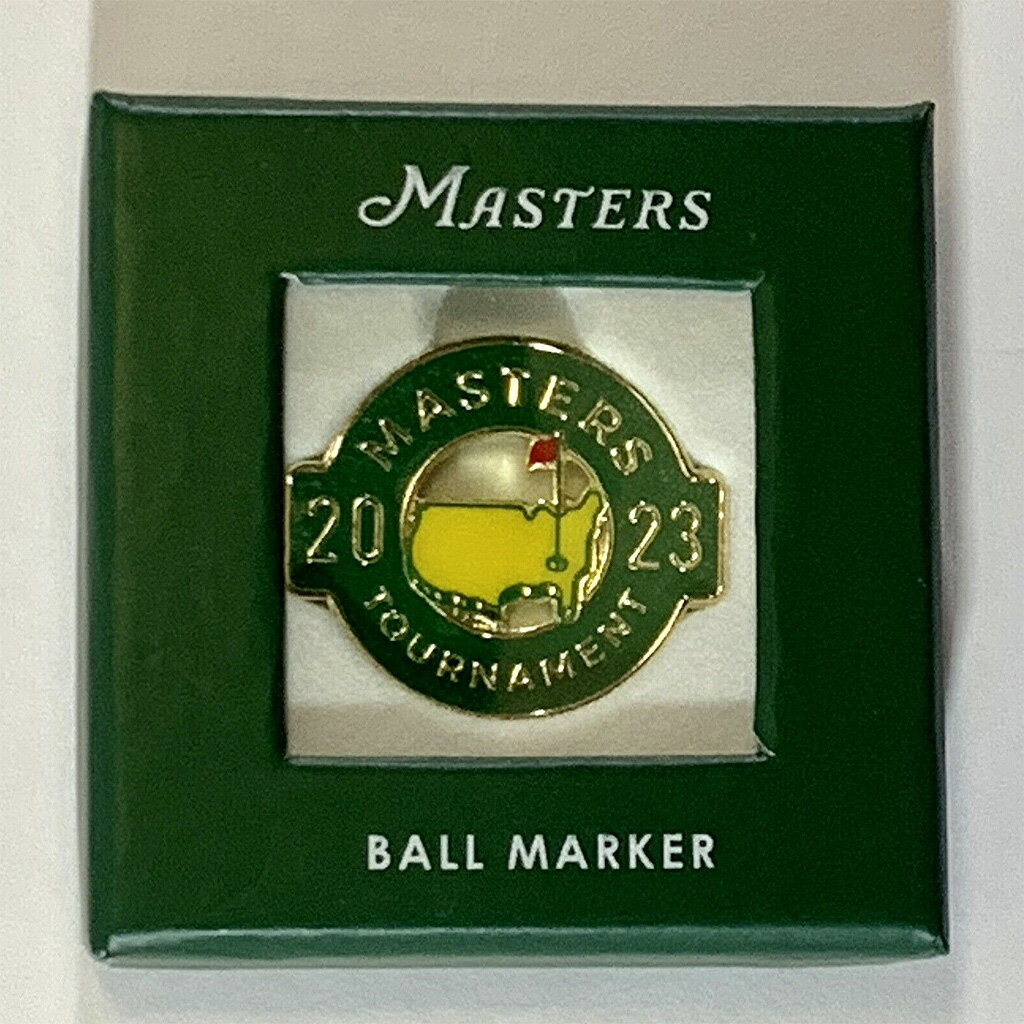 MASTERS
MASTERS
20 23
TOURNAMENT
BALL MARKER